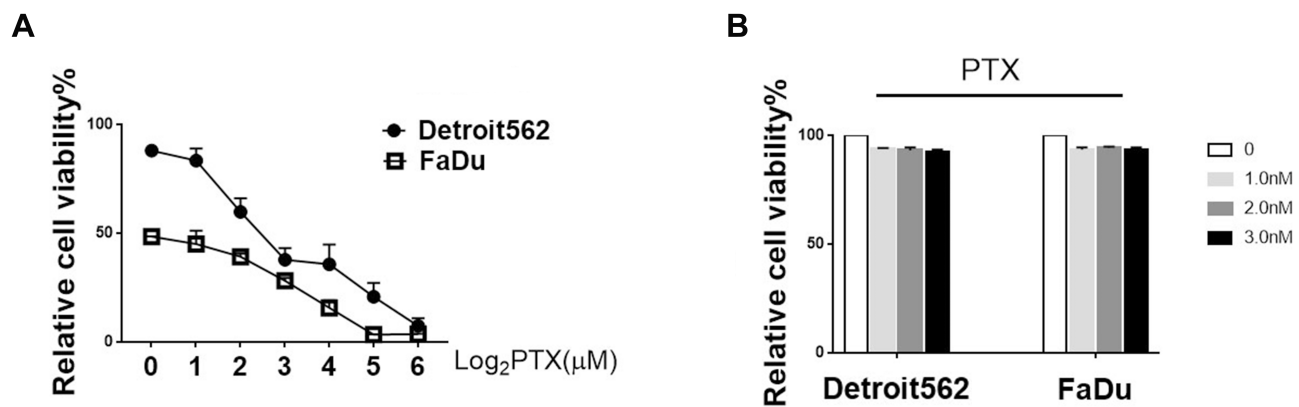 A
Relative cell viability%
100
50
0
0 1 2 3 4 5 6
Log₂PTX(μM)
Detroit562
FaDu
B
PTX
Relative cell viability%
100
50
0
Detroit562 FaDu
0
1.0nM
2.0nM
3.0nM